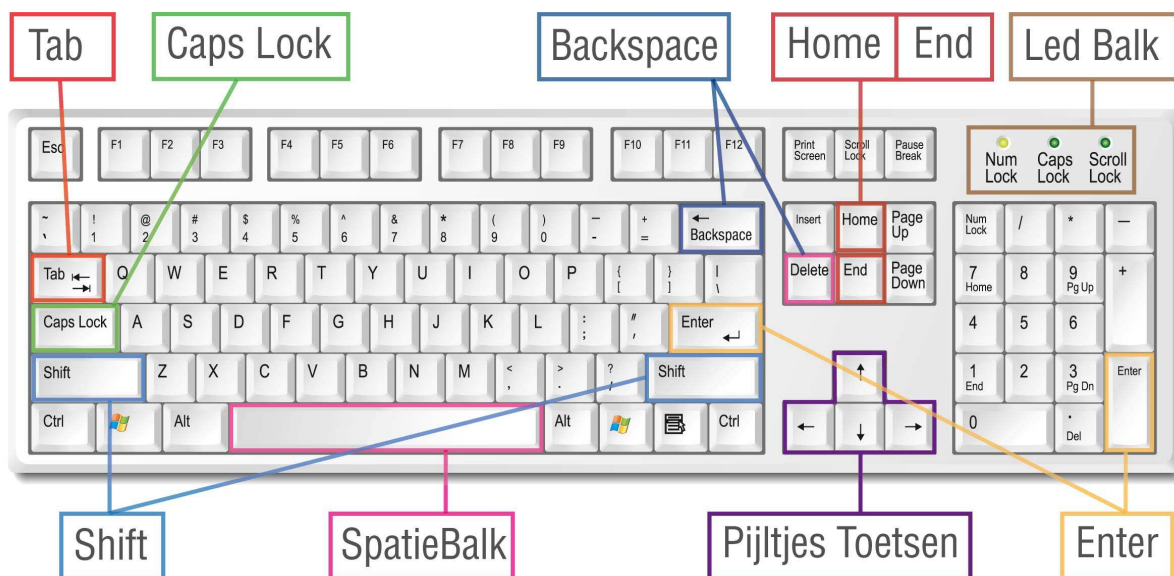 Tab Caps Lock Backspace Home End Led Balk
Esc F1 F2 F3 F4 F5 F6 F7 F8 F9 F10 F11 F12 Print Screen Scroll Lock Pause Break
Num Lock Caps Lock Scroll Lock
~ ! @ # $ % ^ & * ( ) — + ← Insert Home Page Up Num Lock / * —
` 1 2 3 4 5 6 7 8 9 0 - = Backspace
Tab Q W E R T Y U I O P { } | Delete End Page Down 7 Home 8 9 Pg Up +
[ ] \
Caps Lock A S D F G H J K L : " Enter 4 5 6
; '
Shift Z X C V B N M < > ? Shift ↑ 1 End 2 3 Pg Dn Enter
, . /
Ctrl Alt Alt Ctrl ← ↓ → 0 . Del
Shift SpatieBalk Pijltjes Toetsen Enter